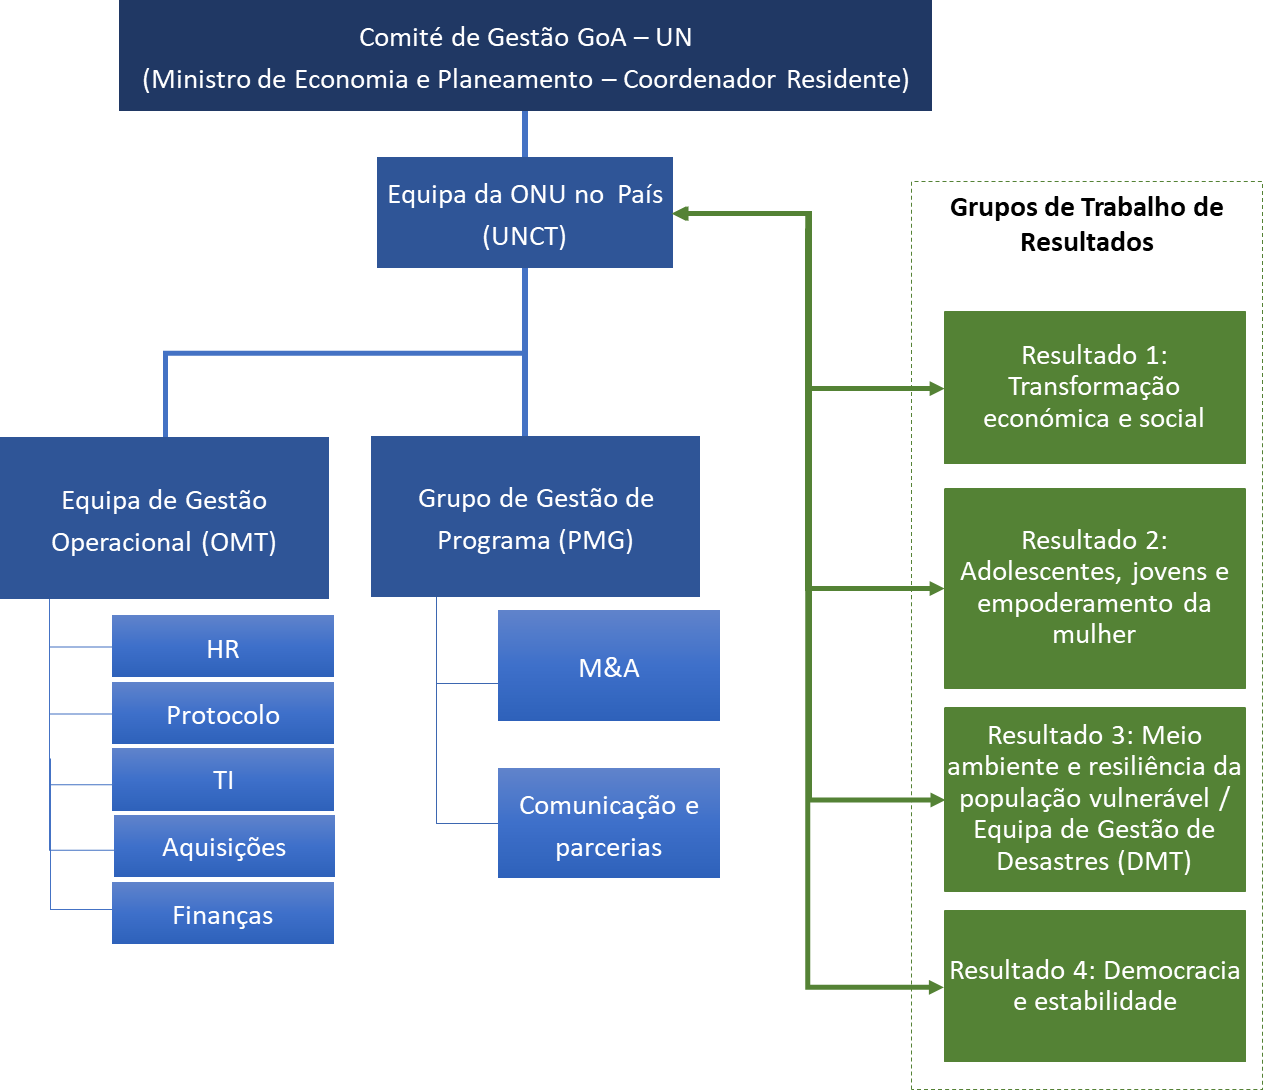 Comité de Gestão GoA – UN
(Ministro de Economia e Planeamento – Coordenador Residente)
Equipa da ONU no País
(UNCT)
Grupos de Trabalho de
Resultados
Resultado 1:
Transformação
económica e social
Resultado 2:
Adolescentes, jovens e
empoderamento da
mulher
Resultado 3: Meio
ambiente e resiliência da
população vulnerável /
Equipa de Gestão de
Desastres (DMT)
Resultado 4: Democracia
e estabilidade
Equipa de Gestão
Operacional (OMT)
HR
Protocolo
TI
Aquisições
Finanças
Grupo de Gestão de
Programa (PMG)
M&A
Comunicação e
parcerias